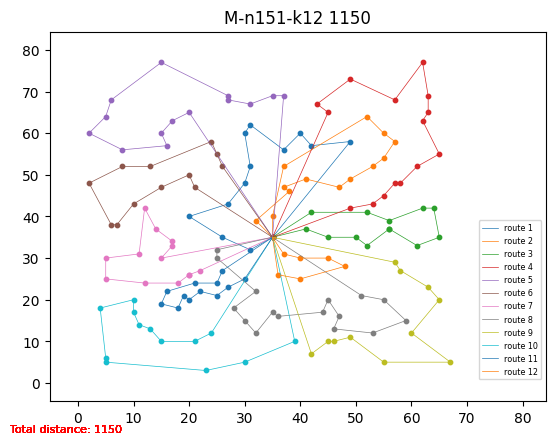 M-n151-k12 1150
80
70
60
50
40
30
20
10
0
route 1
route 2
route 3
route 4
route 5
route 6
route 7
route 8
route 9
route 10
route 11
route 12
0 10 20 30 40 50 60 70 80
Total distance: 1150